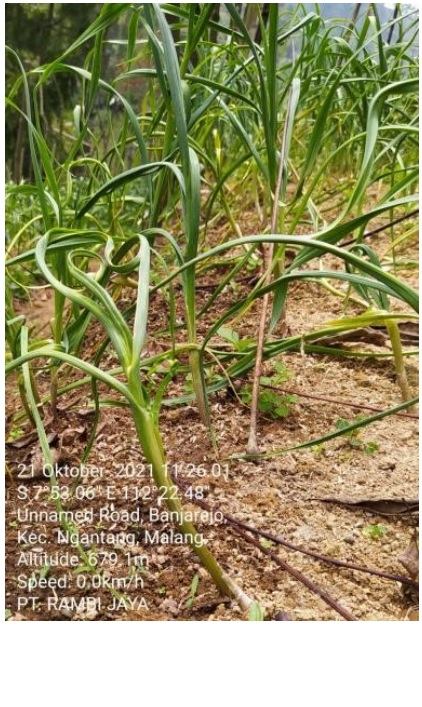 21 Oktober 2021 11.26.01
S,7°53.06" E 112°22.48"
Unnamed Road, Banjarejo,
Kec. Ngantang, Malang,
Altitude: 679.1m
Speed: 0.0km/h
PT. RAMBI JAYA